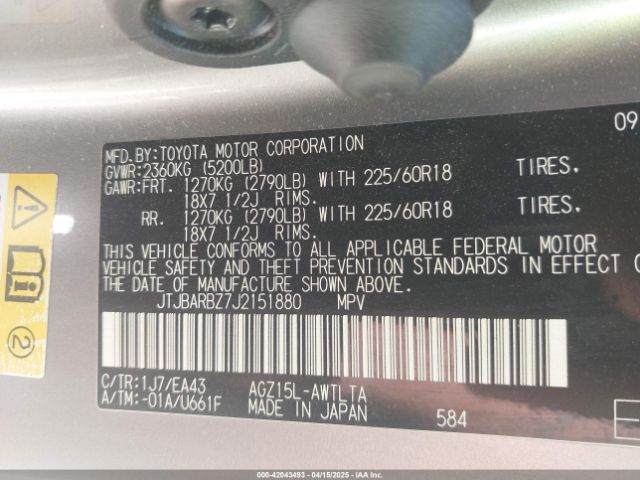 MFD.BY:TOYOTA MOTOR CORPORATION 09
GVWR:2360KG (5200LB)
GAWR:FRT. 1270KG (2790LB) WITH 225/60R18 TIRES.
18X7 1/2J RIMS.
RR. 1270KG (2790LB) WITH 225/60R18 TIRES.
18X7 1/2J RIMS.
THIS VEHICLE CONFORMS TO ALL APPLICABLE FEDERAL MOTOR
VEHICLE SAFETY AND THEFT PREVENTION STANDARDS IN EFFECT
THE DATE OF MANUFACTURE SHOWN ABOVE.
JTJBARBZ7J2151880 MPV
C/TR:1J7/EA43 AGZ15L-AWTLTA
A/TM:-01A/U661F MADE IN JAPAN 584
2
000-42043493 - 04/15/2025 - IAAI